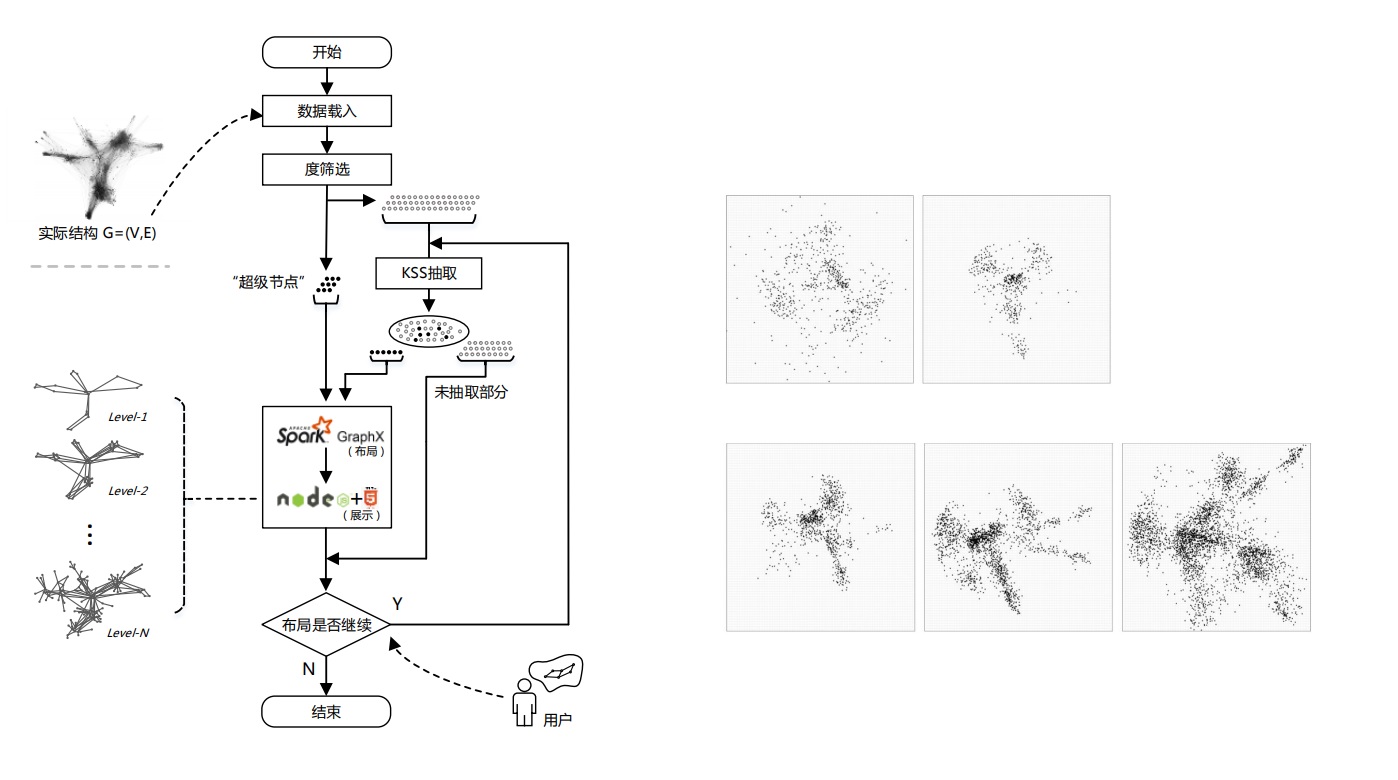 开始
数据载入
度筛选
实际结构 G=(V,E)
“超级节点”
KSS抽取
未抽取部分
Level-1
Level-2
Level-N
APACHE
Spark
GraphX
(布局)
node JS + 5
(展示)
布局是否继续
Y
N
结束
用户